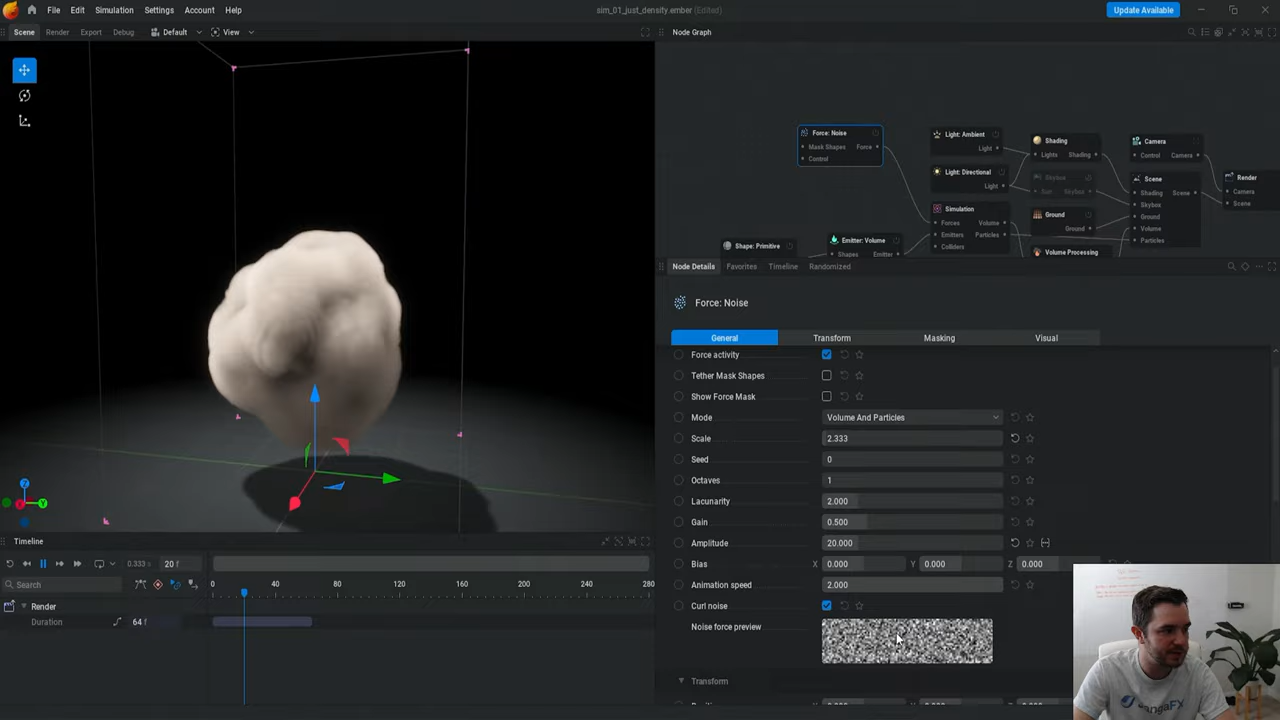 File Edit Simulation Settings Account Help
sim_01_just_density.ember (Edited)
Update Available
Scene Render Export Debug Default View
Node Graph
Force: Noise
Mask Shapes Force
Control
Light: Ambient
Light
Light: Directional
Light
Shading
Lights Shading
Skybox
Sun Skybox
Camera
Control Camera
Scene
Shading Scene
Skybox
Ground
Volume
Particles
Render
Camera
Scene
Simulation
Forces Volume
Emitters Particles
Colliders
Ground
Ground
Shape: Primitive
Emitter: Volume
Shapes Emitter
Volume Processing
Node Details Favorites Timeline Randomized
Force: Noise
General Transform Masking Visual
Force activity
Tether Mask Shapes
Show Force Mask
Mode Volume And Particles
Scale 2.333
Seed 0
Octaves 1
Lacunarity 2.000
Gain 0.500
Amplitude 20.000
Bias X 0.000 Y 0.000 Z 0.000
Animation speed 2.000
Curl noise
Noise force preview
Transform
Z
X Y
Timeline
0.333 s 20 f
Search
0 40 80 120 160 200 240 280
Render
Duration 64 f